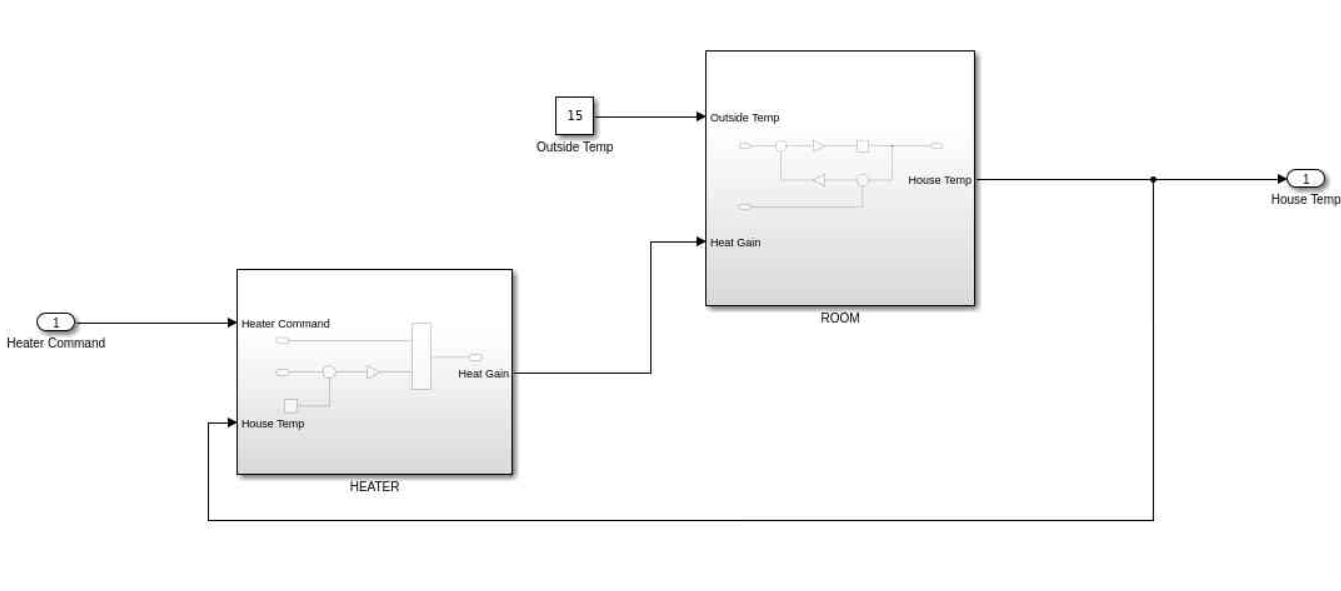 15
Outside Temp
Outside Temp
House Temp
Heat Gain
ROOM
1
House Temp
1
Heater Command
Heater Command
Heat Gain
House Temp
HEATER